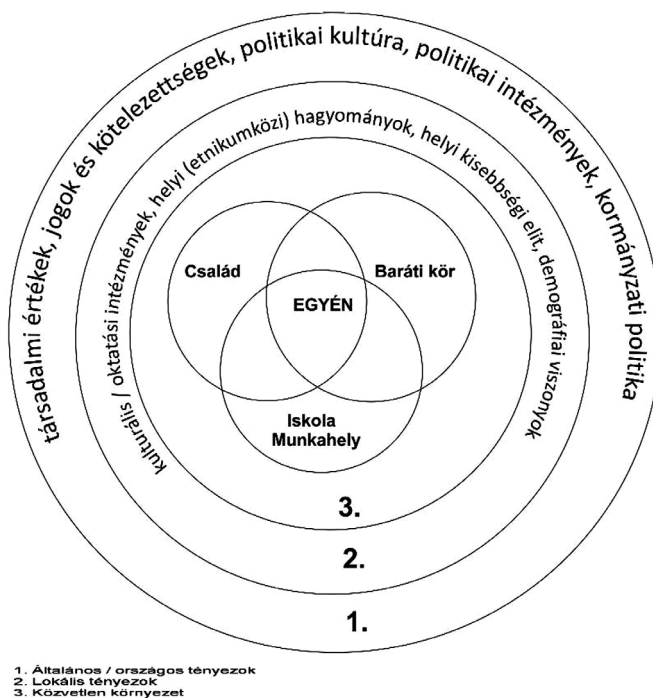 társadalmi értékek, jogok és kötelezettségek, politikai kultúra, politikai intézmények, kormányzati politika
kulturális / oktatási intézmények, helyi (etnikumközi) hagyományok, helyi kisebbségi elit, demográfiai viszonyok
Család
Baráti kör
EGYÉN
Iskola
Munkahely
3.
2.
1.
1. Általános / országos tényezok
2. Lokális tényezok
3. Közvetlen környezet